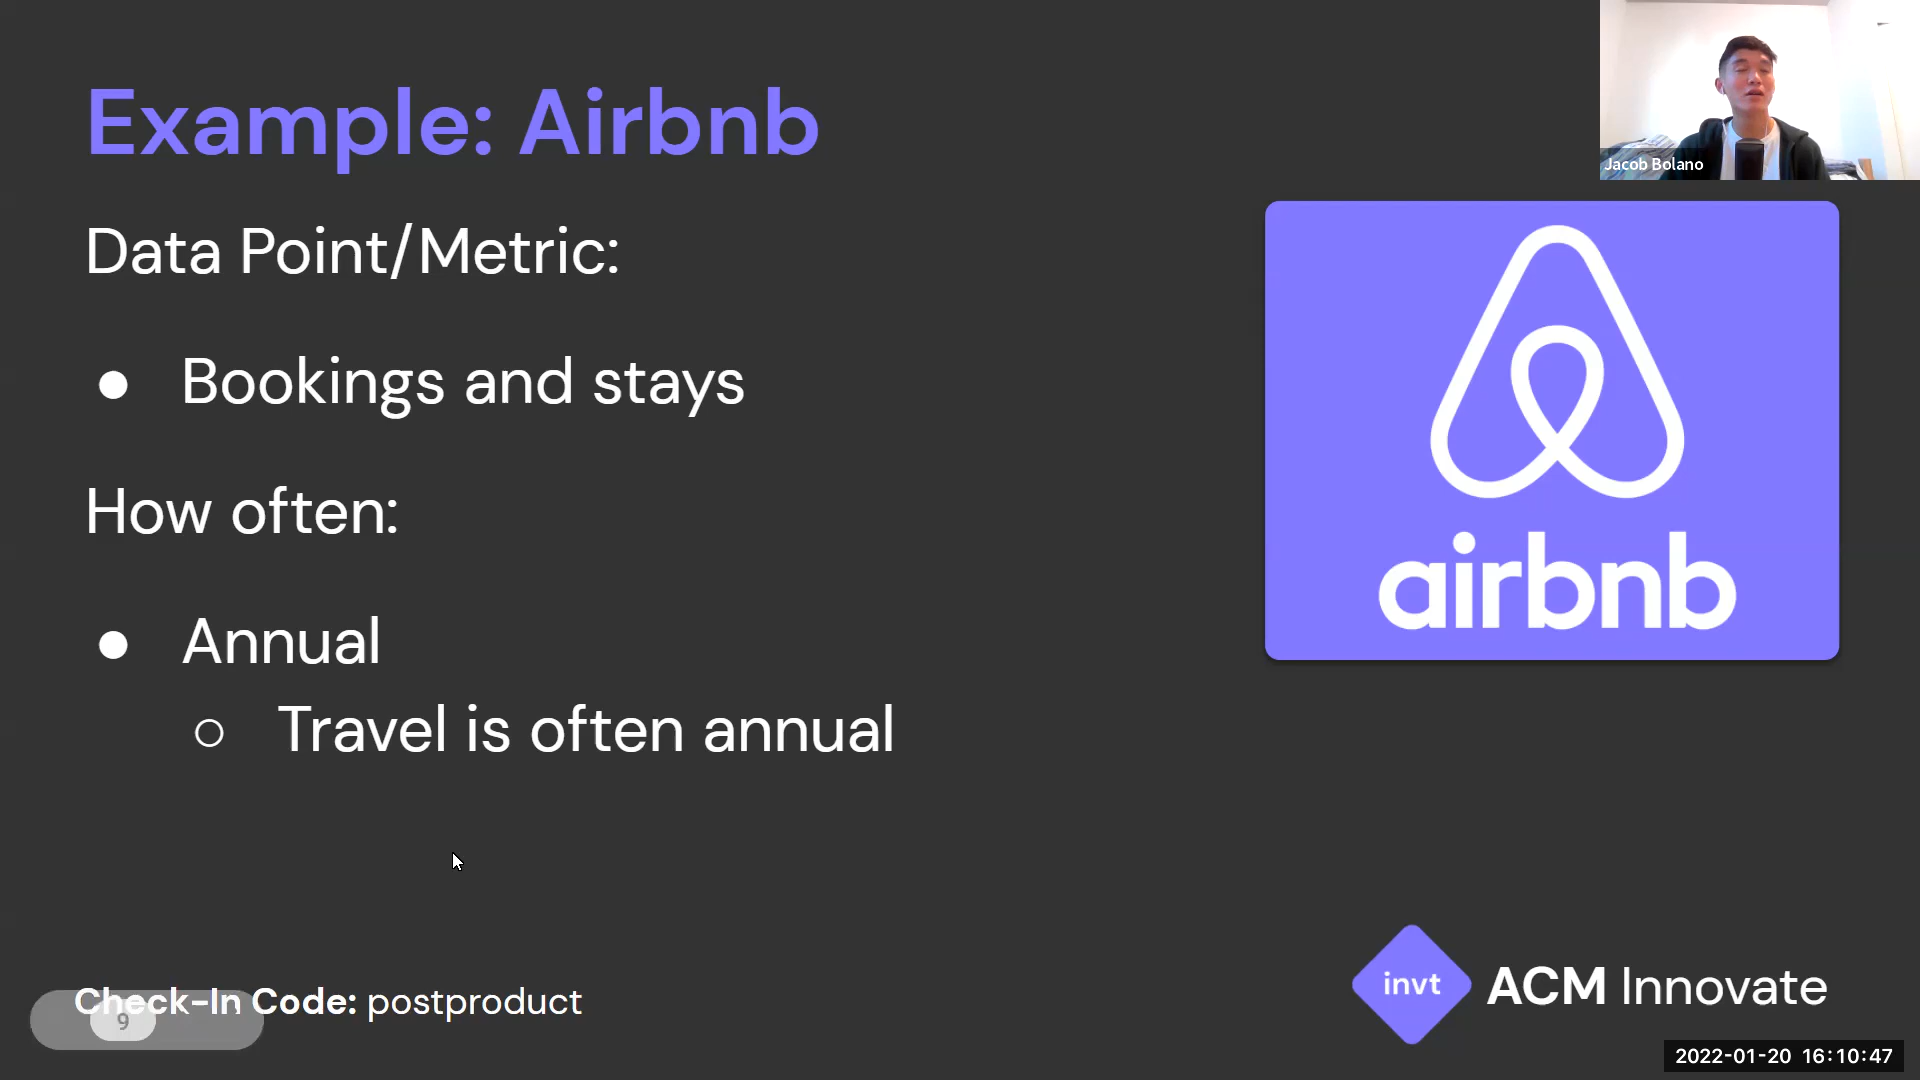 Example: Airbnb
Jacob Bolano
Data Point/Metric:
● Bookings and stays
How often:
● Annual
○ Travel is often annual
airbnb
Check-In Code: postproduct
9
invt ACM Innovate
2022-01-20 16:10:47